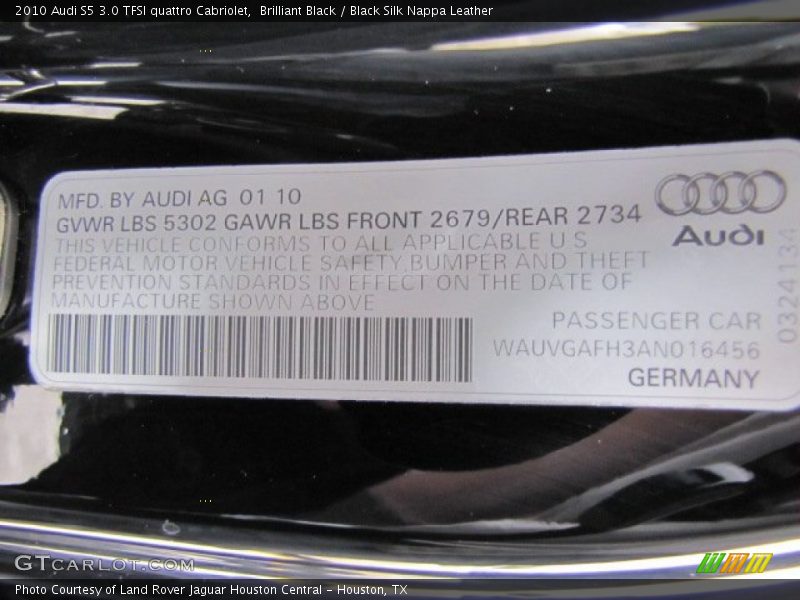 2010 Audi S5 3.0 TFSI quattro Cabriolet,  Brilliant Black / Black Silk Nappa Leather
MFD. BY AUDI AG 01 10
GVWR LBS 5302 GAWR LBS FRONT 2679/REAR 2734
THIS VEHICLE CONFORMS TO ALL APPLICABLE U S
FEDERAL MOTOR VEHICLE SAFETY,BUMPER AND THEFT
PREVENTION STANDARDS IN EFFECT ON THE DATE OF
MANUFACTURE SHOWN ABOVE
Audi
PASSENGER CAR
WAUVGAFH3AN016456
GERMANY
0324134
GTCARLOT.COM
Photo Courtesy of Land Rover Jaguar Houston Central - Houston, TX